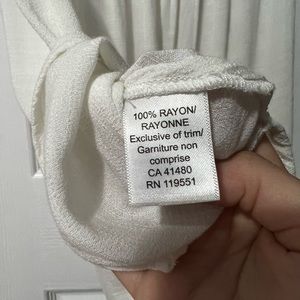 100% RAYON/
RAYONNE
Exclusive of trim/
Garniture non
comprise
CA 41480
RN 119551